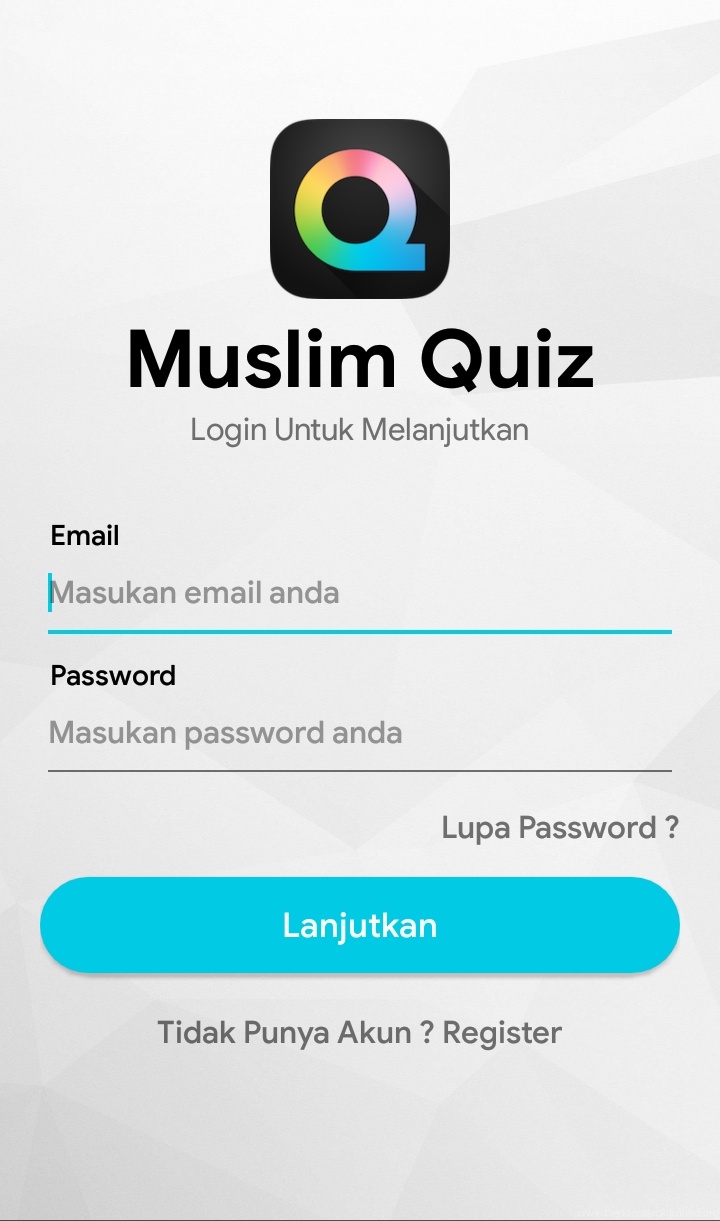 Muslim Quiz
Login Untuk Melanjutkan
Email
Masukan email anda
Password
Masukan password anda
Lupa Password ?
Lanjutkan
Tidak Punya Akun ? Register